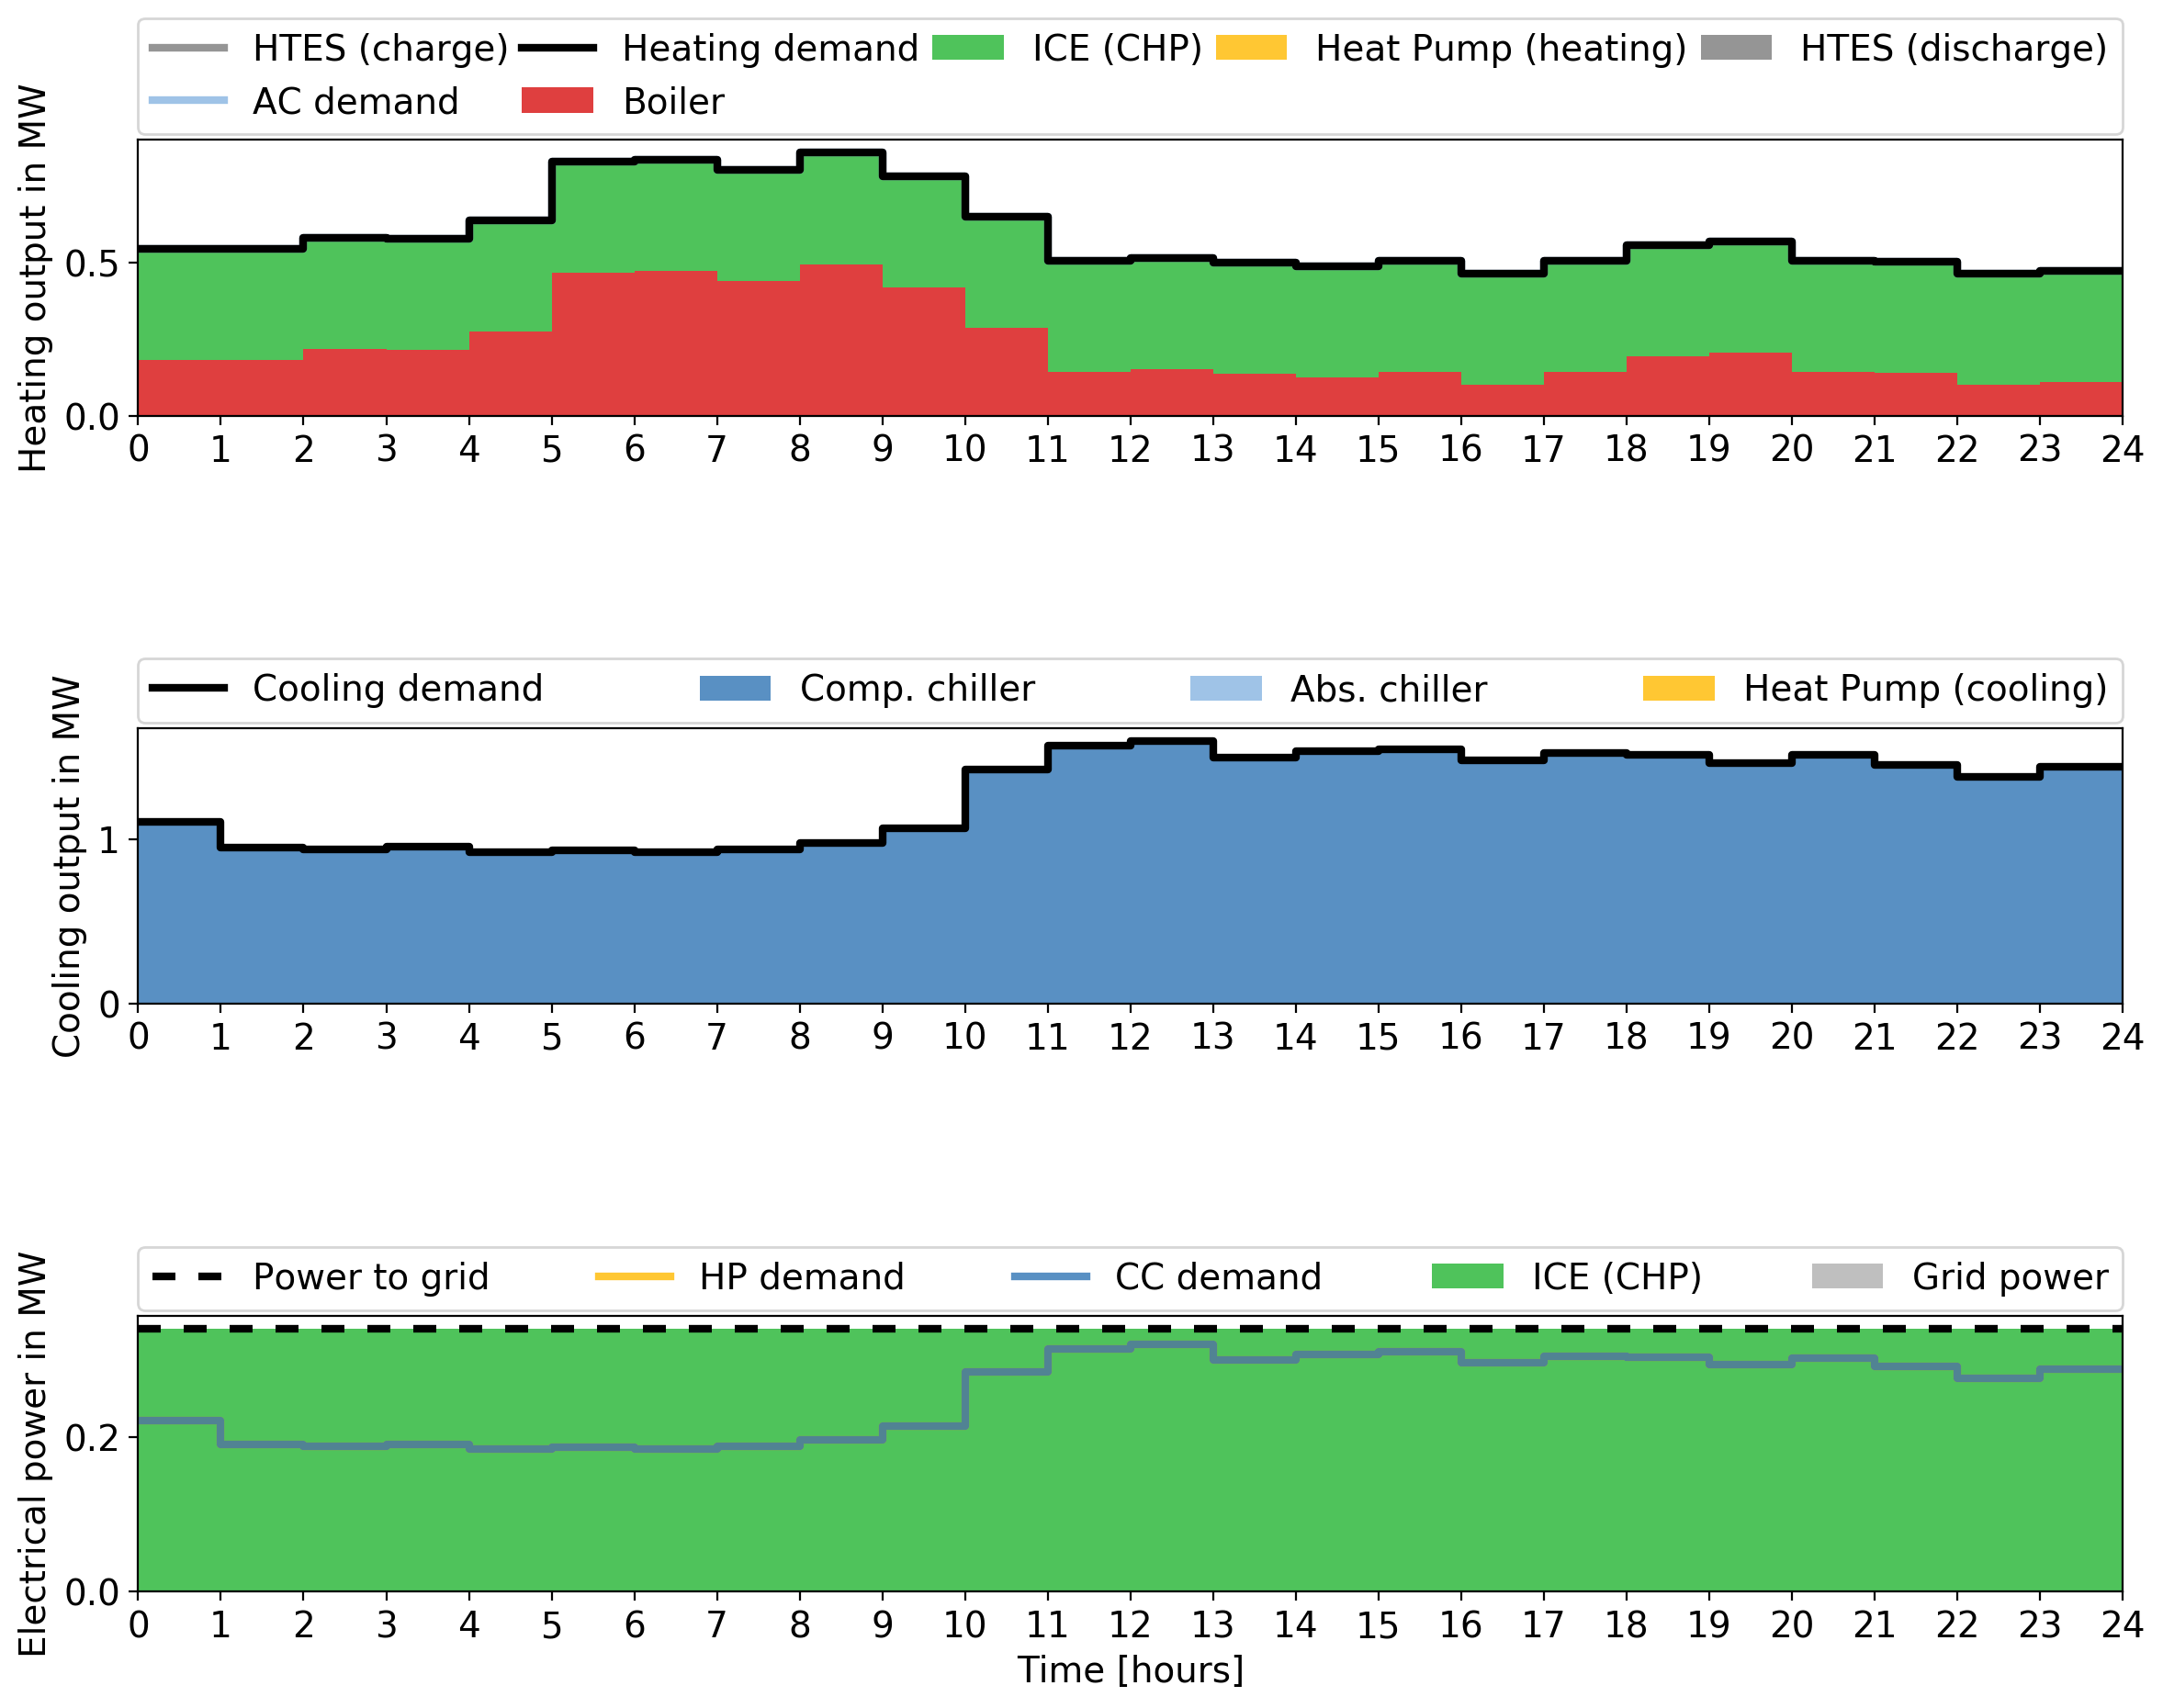 HTES (charge) Heating demand ICE (CHP) Heat Pump (heating) HTES (discharge)
AC demand Boiler
Heating output in MW
0.5
0.0
0 1 2 3 4 5 6 7 8 9 10 11 12 13 14 15 16 17 18 19 20 21 22 23 24
Cooling demand Comp. chiller Abs. chiller Heat Pump (cooling)
Cooling output in MW
1
0
0 1 2 3 4 5 6 7 8 9 10 11 12 13 14 15 16 17 18 19 20 21 22 23 24
Power to grid HP demand CC demand ICE (CHP) Grid power
Electrical power in MW
0.2
0.0
0 1 2 3 4 5 6 7 8 9 10 11 12 13 14 15 16 17 18 19 20 21 22 23 24
Time [hours]